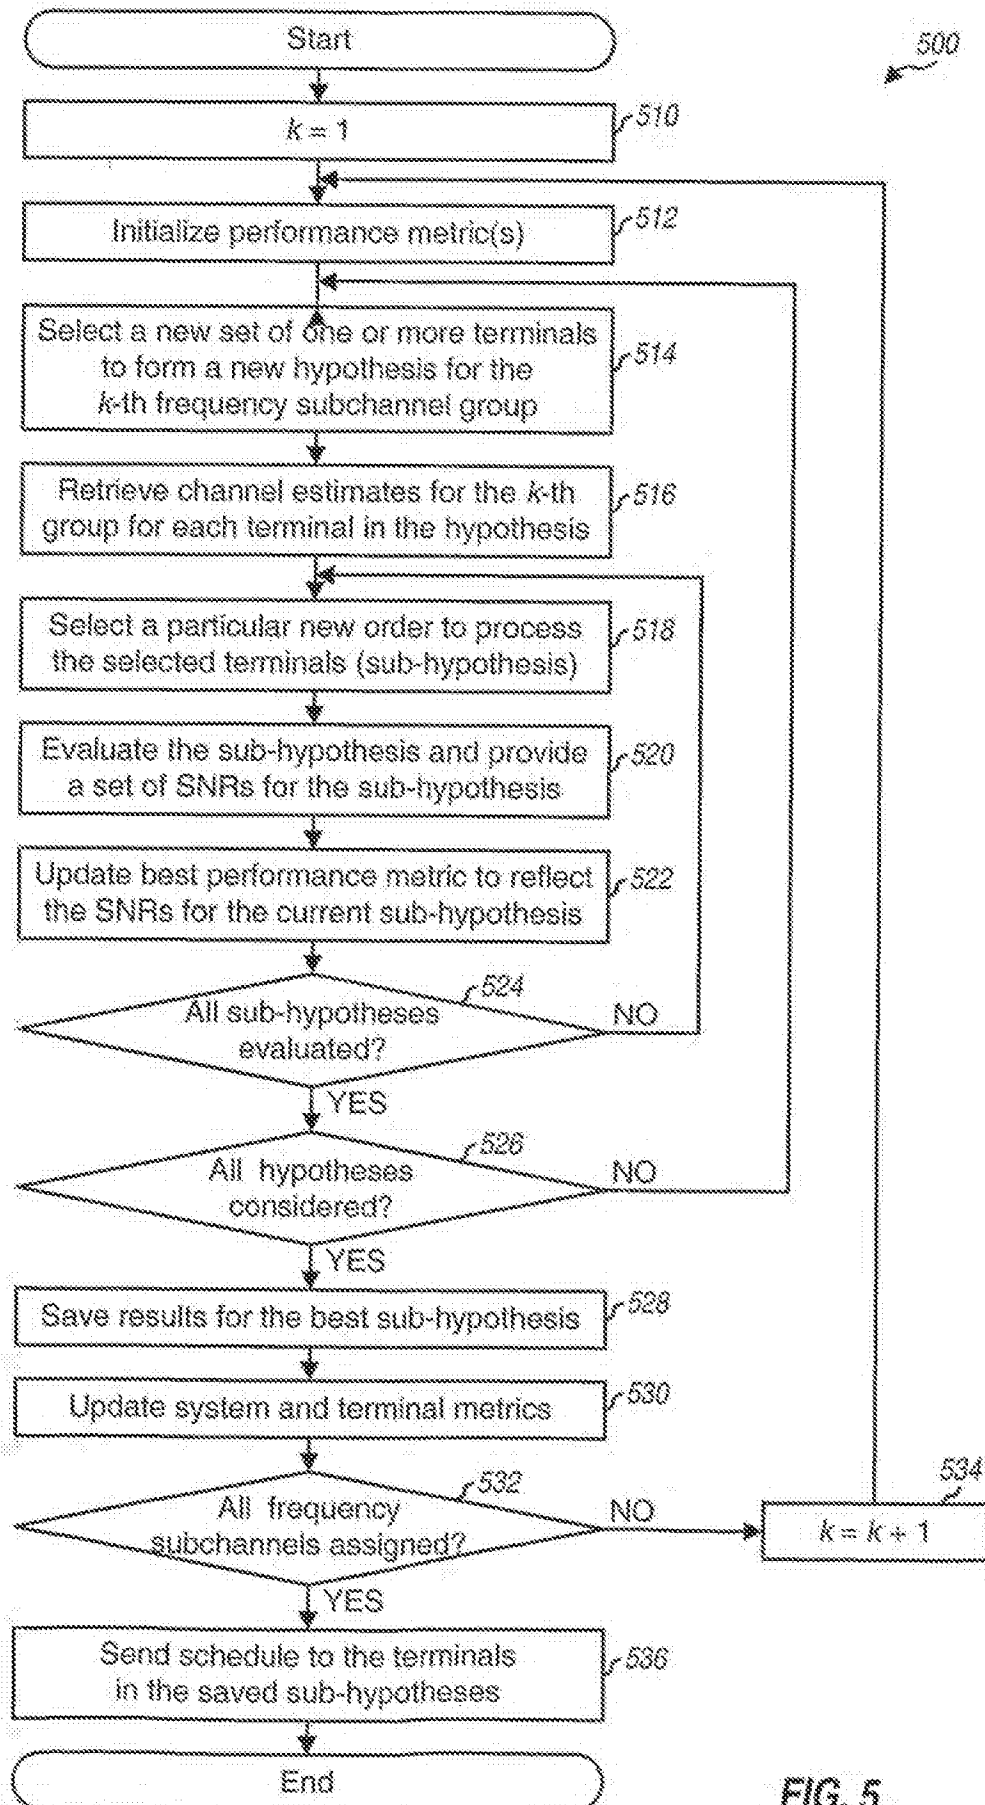 Start
500
k = 1
510
Initialize performance metric(s)
512
Select a new set of one or more terminals
to form a new hypothesis for the
k-th frequency subchannel group
514
Retrieve channel estimates for the k-th
group for each terminal in the hypothesis
516
Select a particular new order to process
the selected terminals (sub-hypothesis)
518
Evaluate the sub-hypothesis and provide
a set of SNRs for the sub-hypothesis
520
Update best performance metric to reflect
the SNRs for the current sub-hypothesis
522
All sub-hypotheses
evaluated?
524
NO
YES
All hypotheses
considered?
526
NO
YES
Save results for the best sub-hypothesis
528
Update system and terminal metrics
530
All frequency
subchannels assigned?
532
NO
k = k + 1
534
YES
Send schedule to the terminals
in the saved sub-hypotheses
536
End
FIG. 5